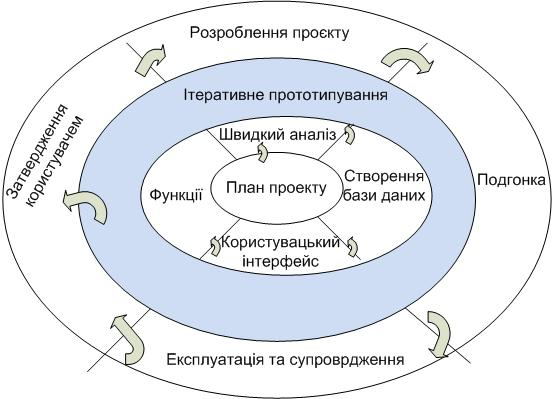 Розроблення проєкту
Ітеративне прототипування
Швидкий аналіз
Затвердження
користувачем
Функції
План проекту
Створення
бази даних
Подгонка
Користувацький
інтерфейс
Експлуатація та супроврдження